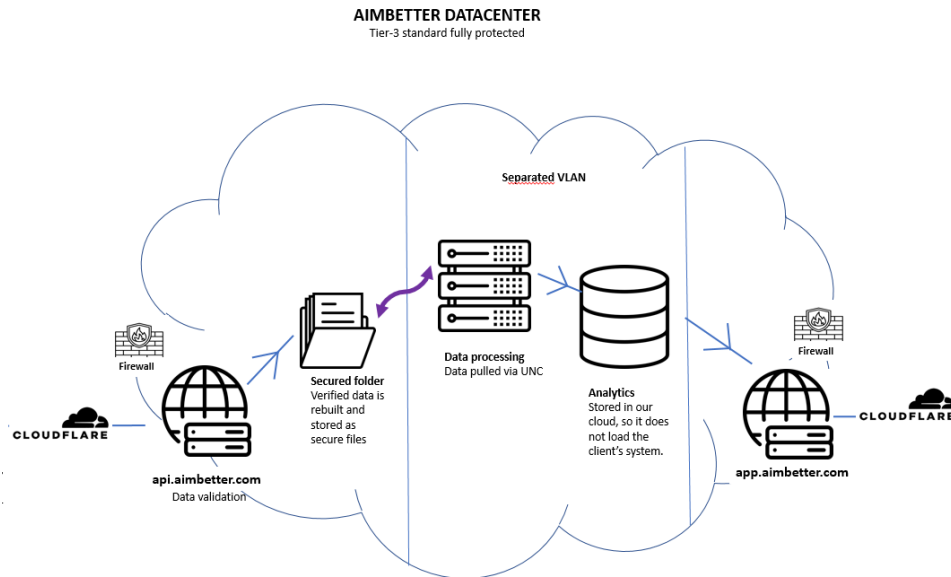 AIMBETTER DATACENTER
Tier-3 standard fully protected
Separated VLAN
Firewall
CLOUDFLARE
api.aimbetter.com
Data validation
Secured folder
Verified data is
rebuilt and
stored as
secure files
Data processing
Data pulled via UNC
Analytics
Stored in our
cloud, so it does
not load the
client's system.
Firewall
app.aimbetter.com
CLOUDFLARE